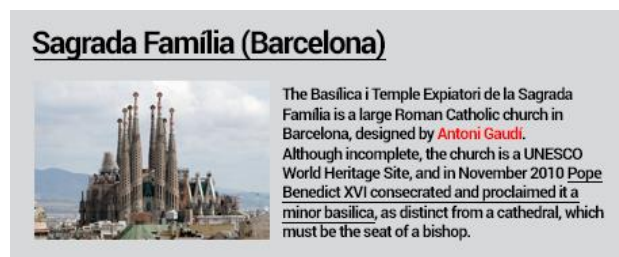 Sagrada Família (Barcelona)
The Basílica i Temple Expiatori de la Sagrada
Família is a large Roman Catholic church in
Barcelona, designed by Antoni Gaudí.
Although incomplete, the church is a UNESCO
World Heritage Site, and in November 2010 Pope
Benedict XVI consecrated and proclaimed it a
minor basilica, as distinct from a cathedral, which
must be the seat of a bishop.